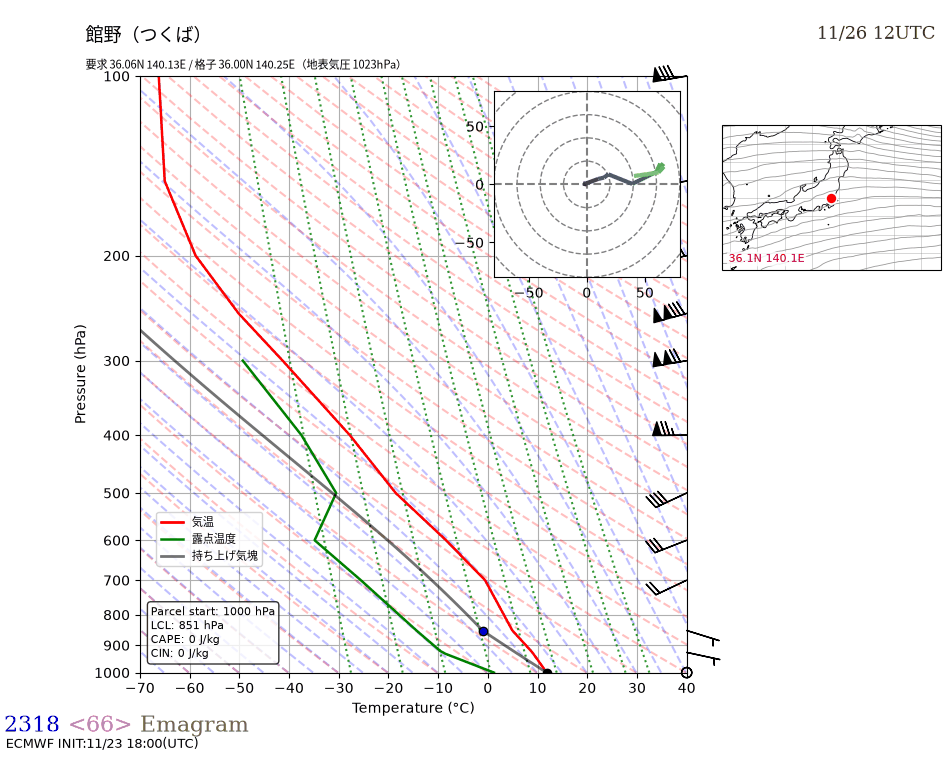 館野（つくば）
11/26 12UTC
要求 36.06N 140.13E / 格子 36.00N 140.25E（地表気圧 1023hPa）
100
200
300
400
500
600
700
800
900
1000
Pressure (hPa)
50
0
−50
−50 0 50
36.1N 140.1E
気温
露点温度
持ち上げ気塊
Parcel start: 1000 hPa
LCL: 851 hPa
CAPE: 0 J/kg
CIN: 0 J/kg
−70 −60 −50 −40 −30 −20 −10 0 10 20 30 40
Temperature (°C)
2318 <66> Emagram
ECMWF INIT:11/23 18:00(UTC)